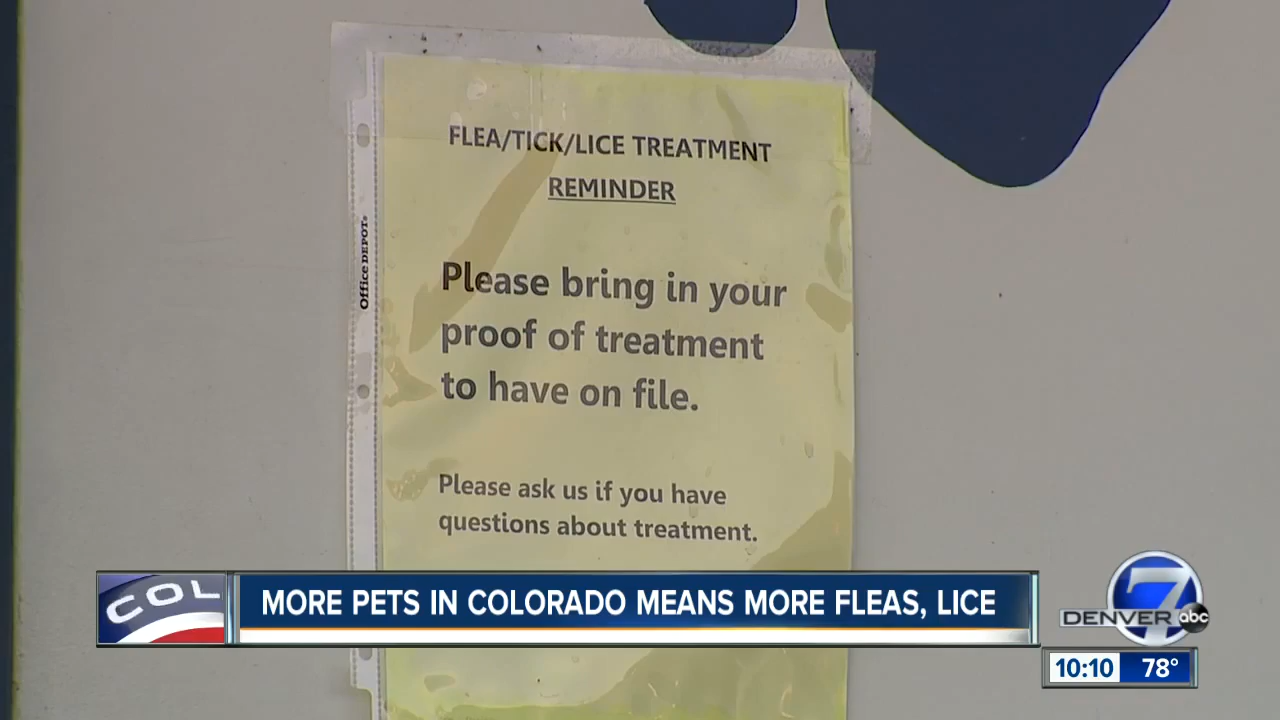 FLEA/TICK/LICE TREATMENT
REMINDER
Office DEPOT
Please bring in your
proof of treatment
to have on file.
Please ask us if you have
questions about treatment.
COL
MORE PETS IN COLORADO MEANS MORE FLEAS, LICE
7
DENVER abc
10:10 78°